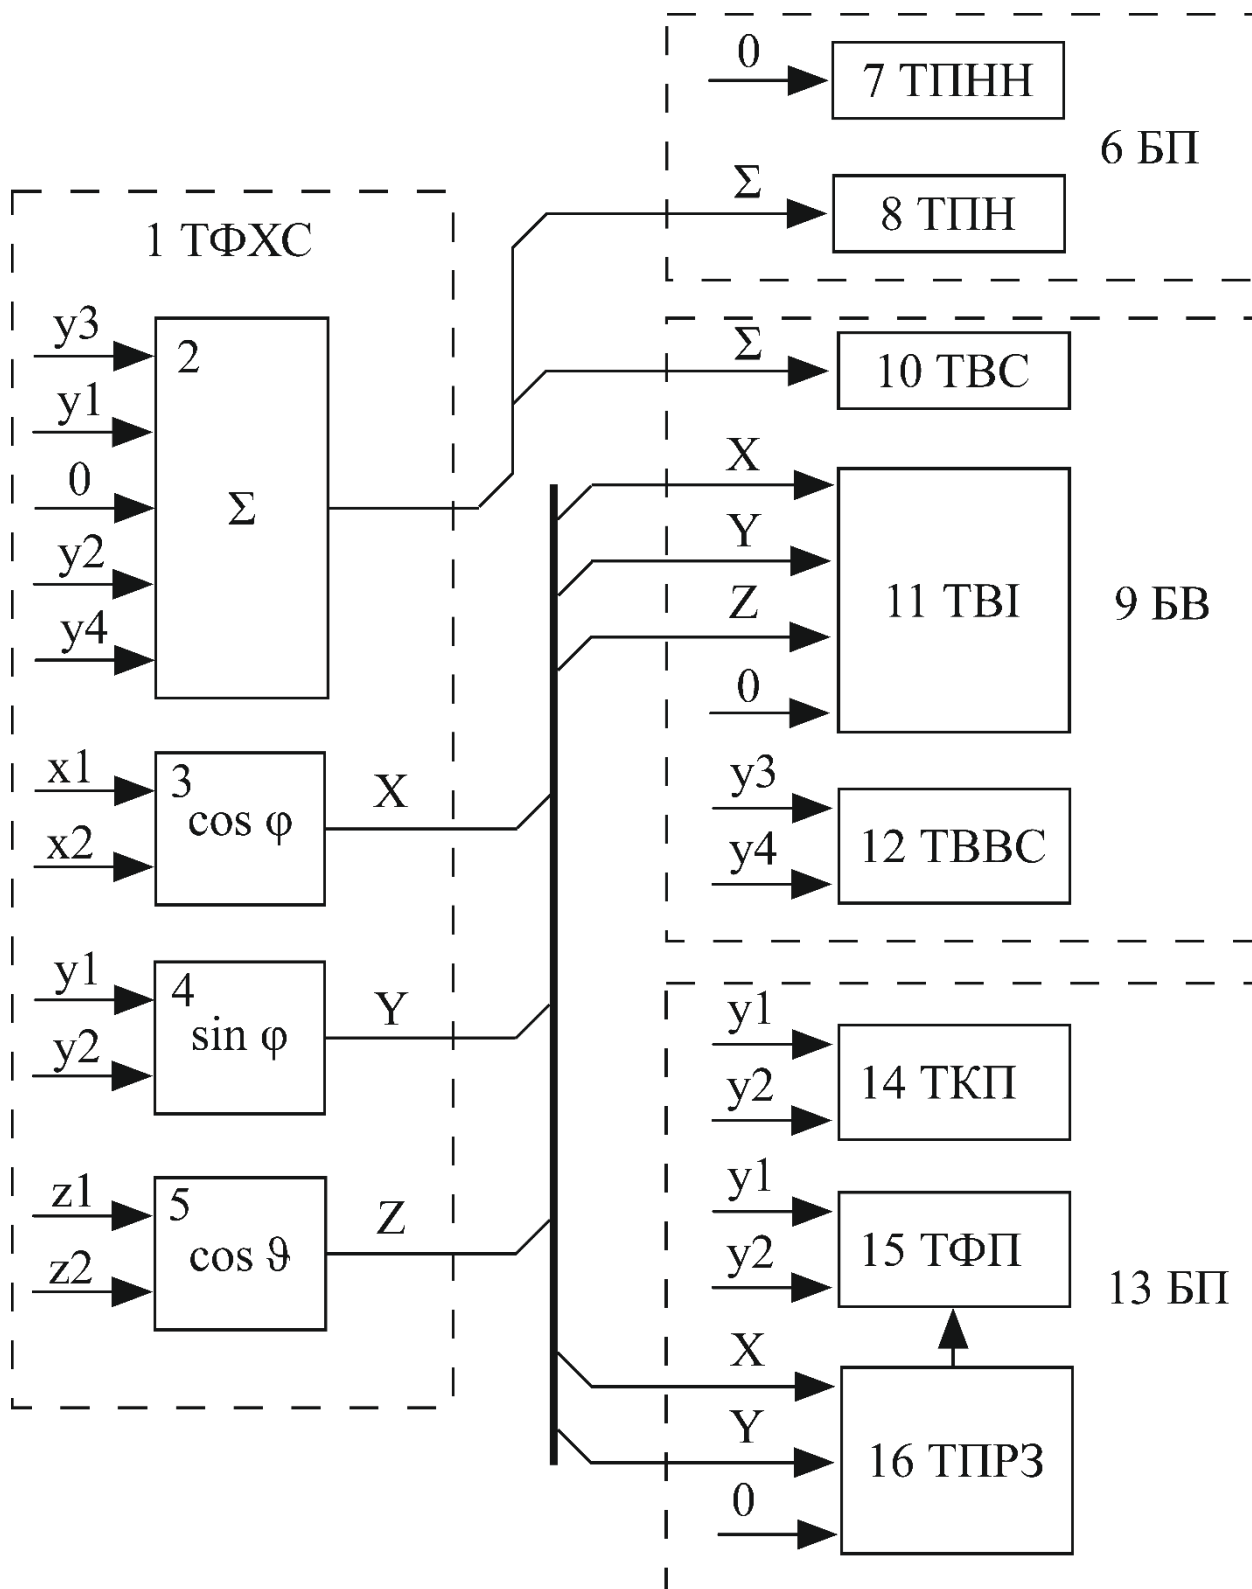 1 ТФХС
y3
y1
0
y2
y4
2
Σ
x1
x2
3
cos φ
X
y1
y2
4
sin φ
Y
z1
z2
5
cos ϑ
Z
0
7 ТПНН
6 БП
Σ
8 ТПН
Σ
10 ТВС
X
Y
Z
0
11 ТВІ
9 БВ
y3
y4
12 ТВВС
y1
y2
14 ТКП
y1
y2
15 ТФП
13 БП
X
Y
0
16 ТПРЗ